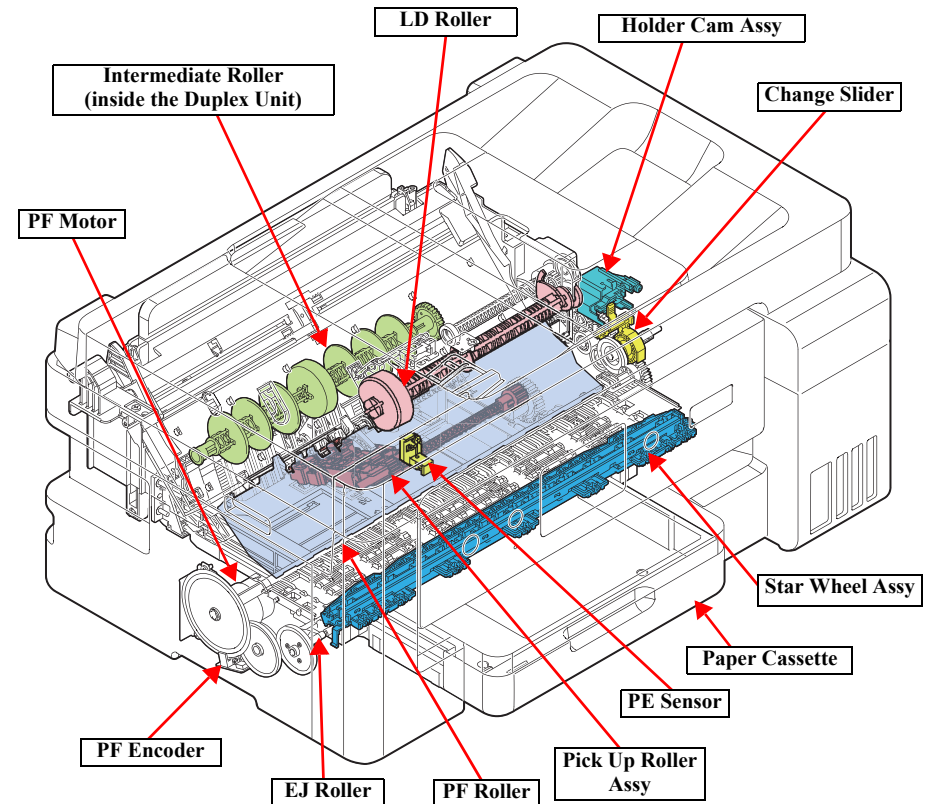 LD Roller
Holder Cam Assy
Intermediate Roller
(inside the Duplex Unit)
Change Slider
PF Motor
Star Wheel Assy
Paper Cassette
PE Sensor
PF Encoder
Pick Up Roller
Assy
EJ Roller
PF Roller